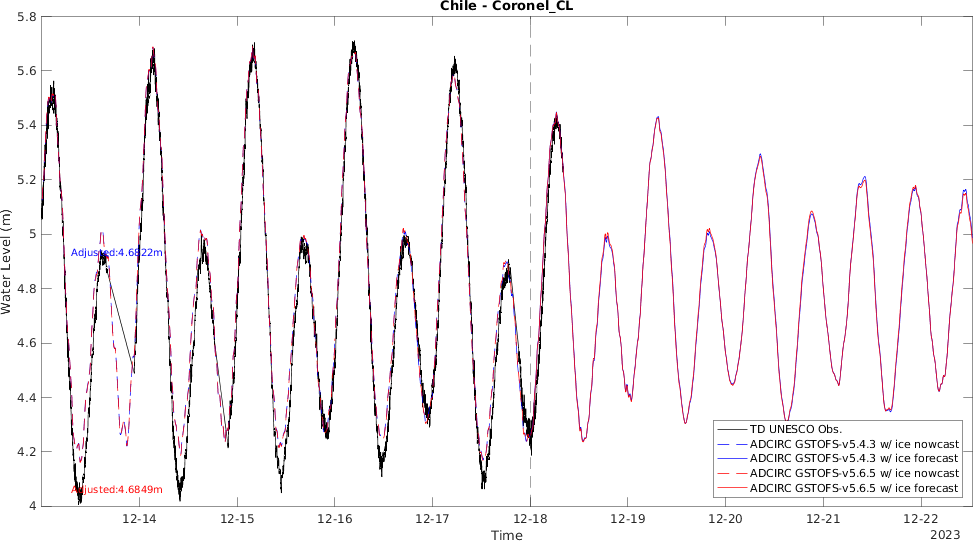 Chile - Coronel_CL
5.8
5.6
5.4
5.2
5
4.8
4.6
4.4
4.2
4
Water Level (m)
Adjusted:4.6822m
Adjusted:4.6849m
TD UNESCO Obs.
ADCIRC GSTOFS-v5.4.3 w/ ice nowcast
ADCIRC GSTOFS-v5.4.3 w/ ice forecast
ADCIRC GSTOFS-v5.6.5 w/ ice nowcast
ADCIRC GSTOFS-v5.6.5 w/ ice forecast
12-14 12-15 12-16 12-17 12-18 12-19 12-20 12-21 12-22
Time
2023